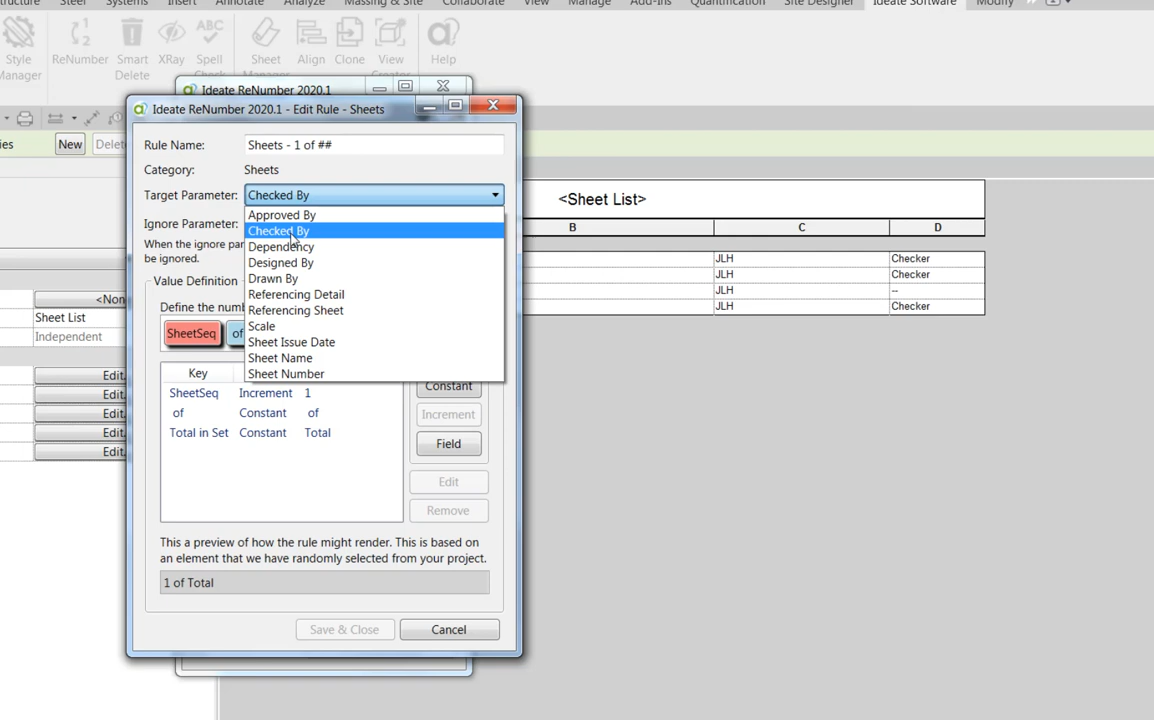 Steel
Systems
Insert
Annotate
Analyze
Massing & Site
Collaborate
View
Manage
Add-Ins
Quantification
Site Designer
Ideate Software
Modify
Style
Manager
ReNumber
Smart
Delete
XRay
Spell
Sheet
Align
Clone
View
Help
Ideate ReNumber 2020.1
Ideate ReNumber 2020.1 - Edit Rule - Sheets
New
Rule Name:
Sheets - 1 of ##
Category:
Sheets
Target Parameter:
Checked By
Ignore Parameter:
Approved By
Checked By
Dependency
Designed By
Drawn By
Referencing Detail
Referencing Sheet
Scale
Sheet Issue Date
Sheet Name
Sheet Number
When the ignore par
be ignored.
Value Definition
Define the numb
SheetSeq
of
Key
SheetSeq Increment 1
of Constant of
Total in Set Constant Total
Constant
Increment
Field
Edit
Remove
This a preview of how the rule might render. This is based on
an element that we have randomly selected from your project.
1 of Total
Save & Close
Cancel
<Sheet List>
B C D
JLH Checker
JLH Checker
JLH --
JLH Checker
<Non
Sheet List
Independent
Edit.
Edit.
Edit.
Edit.
Edit.